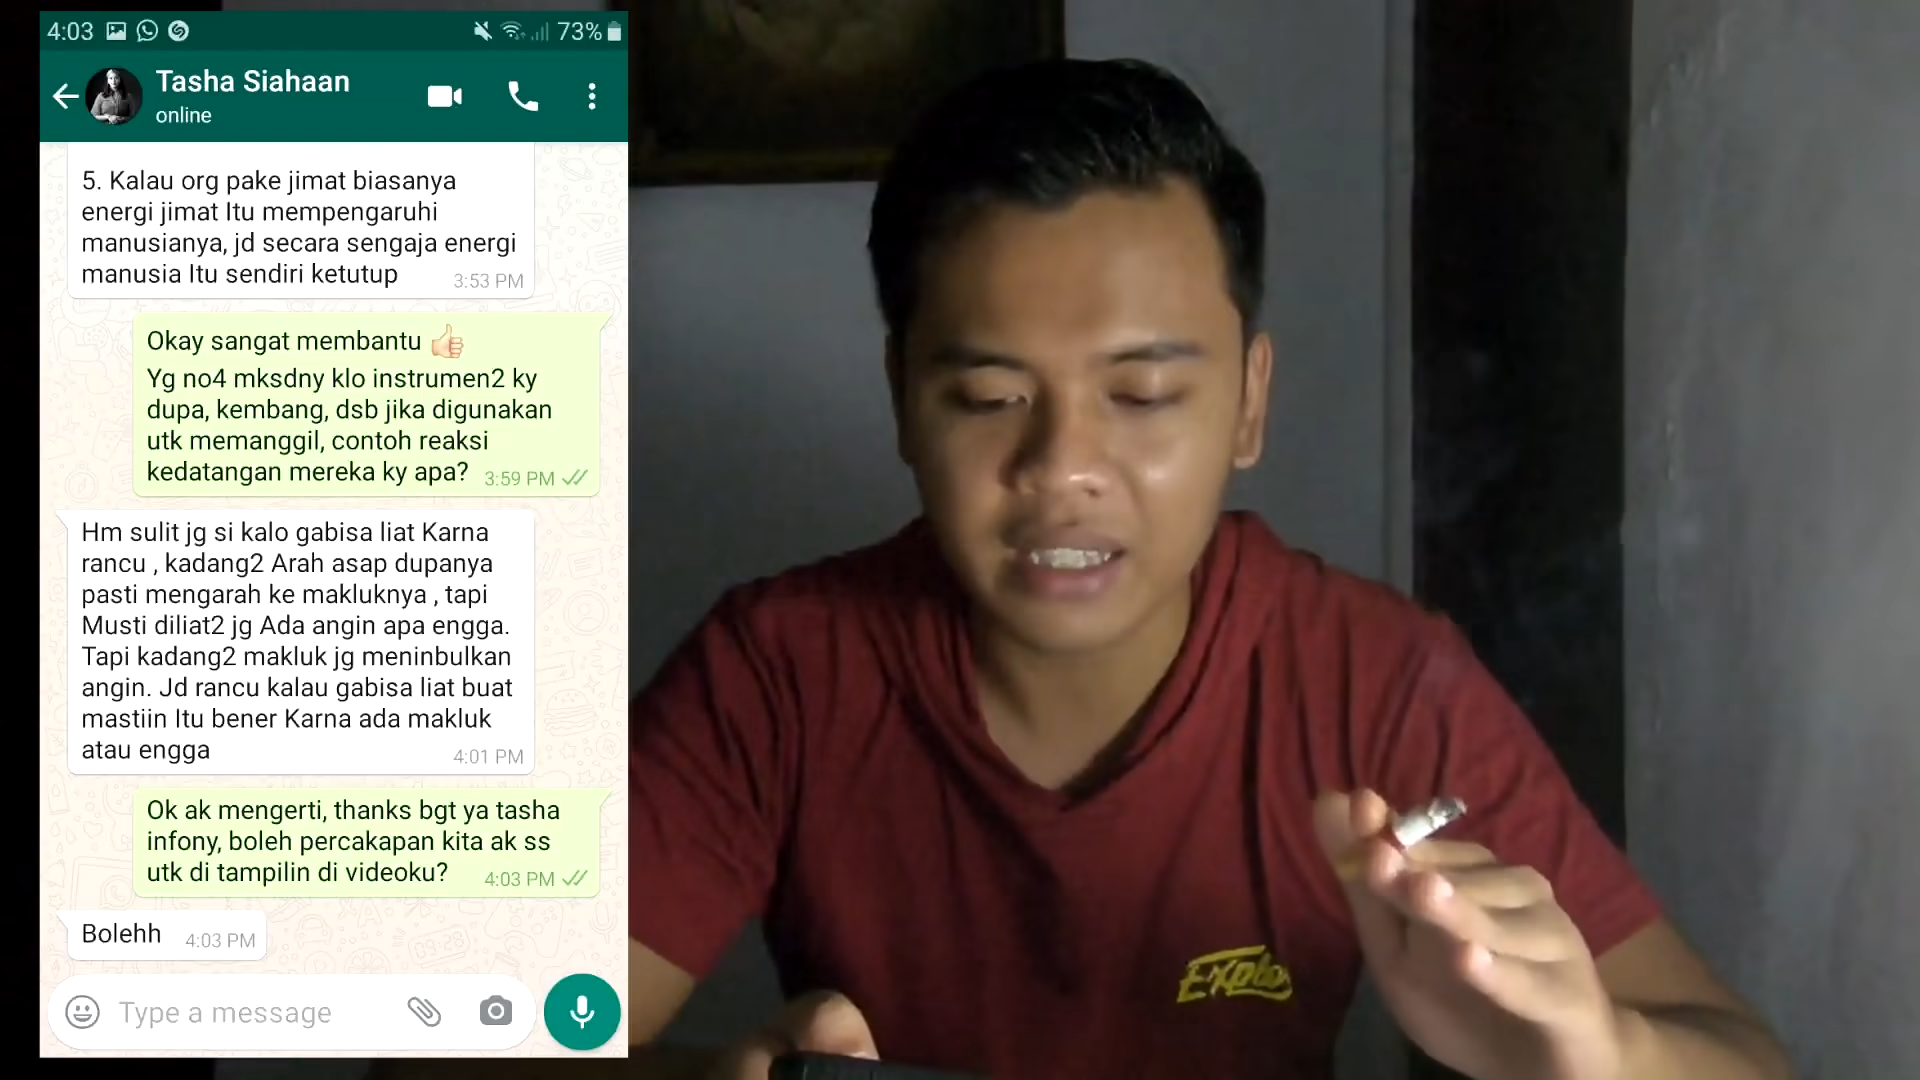 4:03
73%
Tasha Siahaan
online
5. Kalau org pake jimat biasanya
energi jimat Itu mempengaruhi
manusianya, jd secara sengaja energi
manusia Itu sendiri ketutup
3:53 PM
Okay sangat membantu 👍🏻
Yg no4 mksdny klo instrumen2 ky
dupa, kembang, dsb jika digunakan
utk memanggil, contoh reaksi
kedatangan mereka ky apa?
3:59 PM
Hm sulit jg si kalo gabisa liat Karna
rancu , kadang2 Arah asap dupanya
pasti mengarah ke makluknya , tapi
Musti diliat2 jg Ada angin apa engga.
Tapi kadang2 makluk jg meninbulkan
angin. Jd rancu kalau gabisa liat buat
mastiin Itu bener Karna ada makluk
atau engga
4:01 PM
Ok ak mengerti, thanks bgt ya tasha
infony, boleh percakapan kita ak ss
utk di tampilin di videoku?
4:03 PM
Bolehh
4:03 PM
Type a message